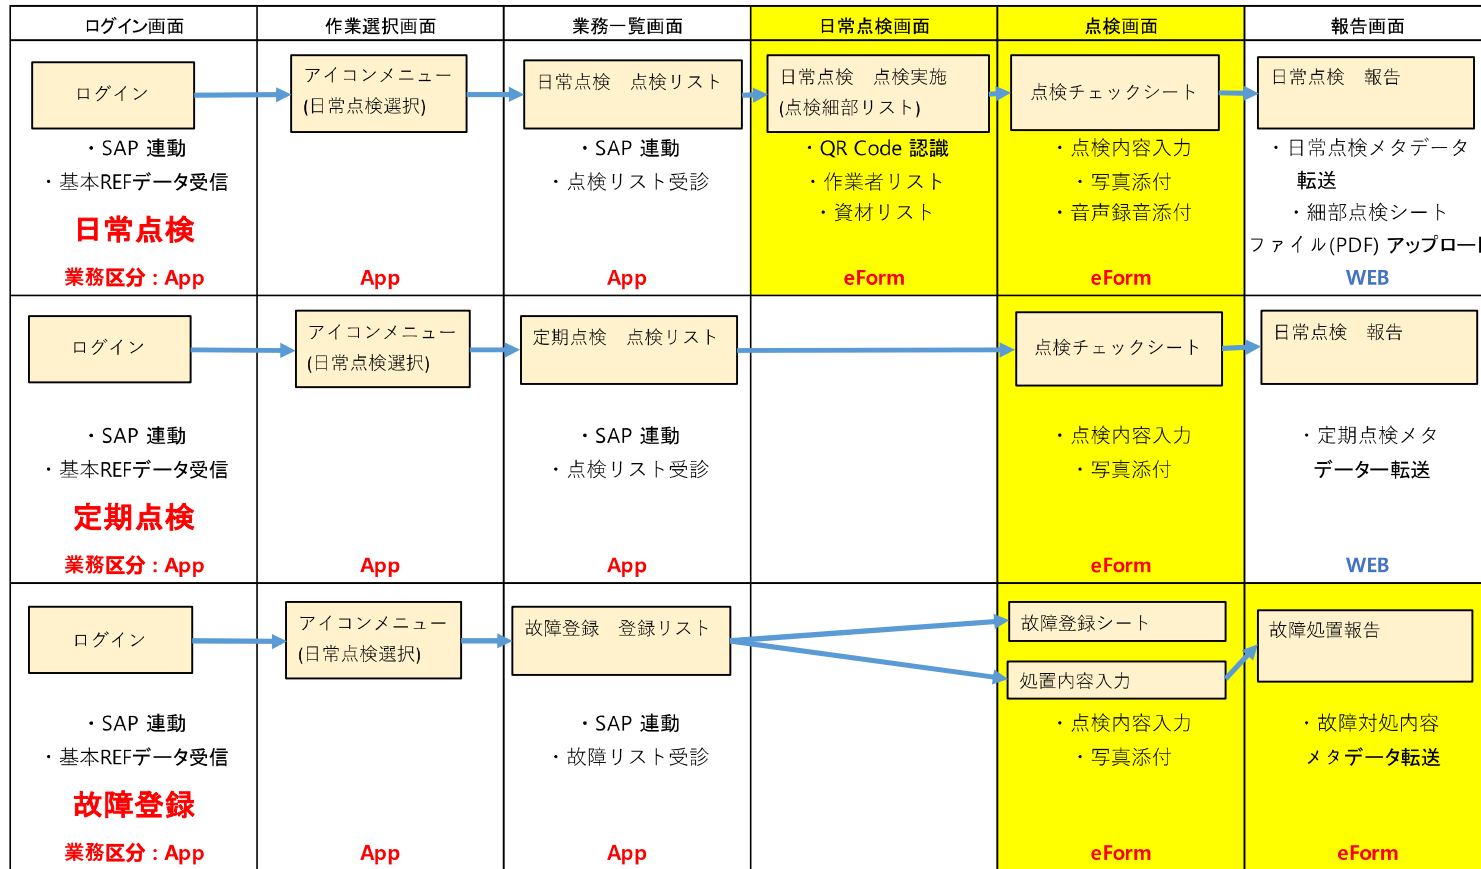 ログイン画面
作業選択画面
業務一覧画面
日常点検画面
点検画面
報告画面
ログイン
アイコンメニュー
(日常点検選択)
日常点検　点検リスト
日常点検　点検実施
(点検細部リスト)
点検チェックシート
日常点検　報告
・SAP 連動
・基本REFデータ受信
・SAP 連動
・点検リスト受診
・QR Code 認識
・作業者リスト
・資材リスト
・点検内容入力
・写真添付
・音声録音添付
・日常点検メタデータ
転送
・細部点検シート
ファイル(PDF) アップロード
日常点検
業務区分：App
App
App
eForm
eForm
WEB
ログイン
アイコンメニュー
(日常点検選択)
定期点検　点検リスト
点検チェックシート
日常点検　報告
・SAP 連動
・基本REFデータ受信
・SAP 連動
・点検リスト受診
・点検内容入力
・写真添付
・定期点検メタ
データー転送
定期点検
業務区分：App
App
App
eForm
WEB
ログイン
アイコンメニュー
(日常点検選択)
故障登録　登録リスト
故障登録シート
処置内容入力
故障処置報告
・SAP 連動
・基本REFデータ受信
・SAP 連動
・故障リスト受診
・点検内容入力
・写真添付
・故障対処内容
メタデータ転送
故障登録
業務区分：App
App
App
eForm
eForm